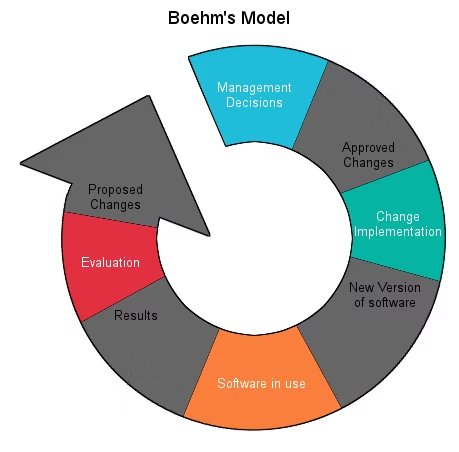 Boehm's Model
Management
Decisions
Approved
Changes
Change
Implementation
New Version
of software
Software in use
Results
Evaluation
Proposed
Changes